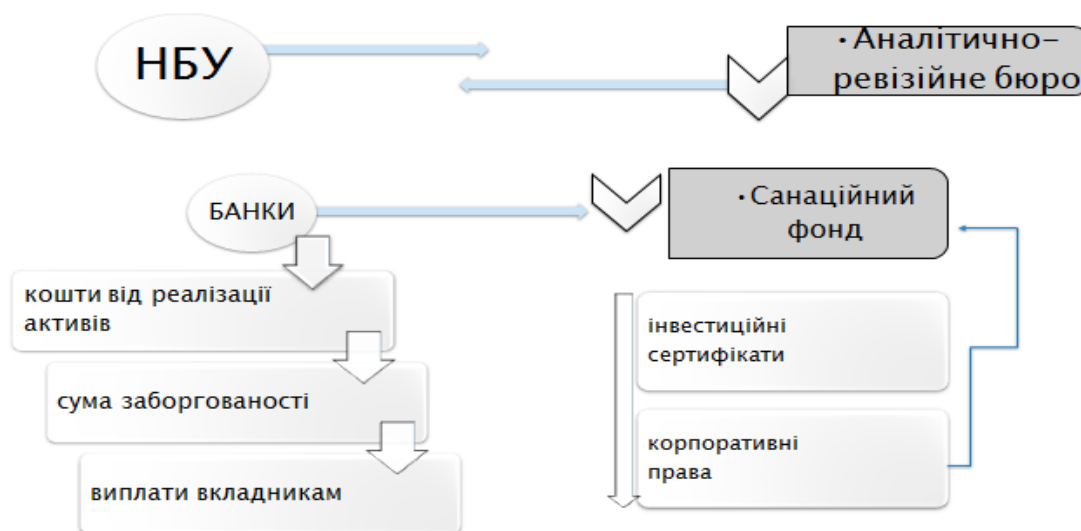 НБУ
• Аналітично-
ревізійне бюро
БАНКИ
• Санаційний
фонд
кошти від реалізації
активів
сума заборгованості
виплати вкладникам
інвестиційні
сертифікати
корпоративні
права